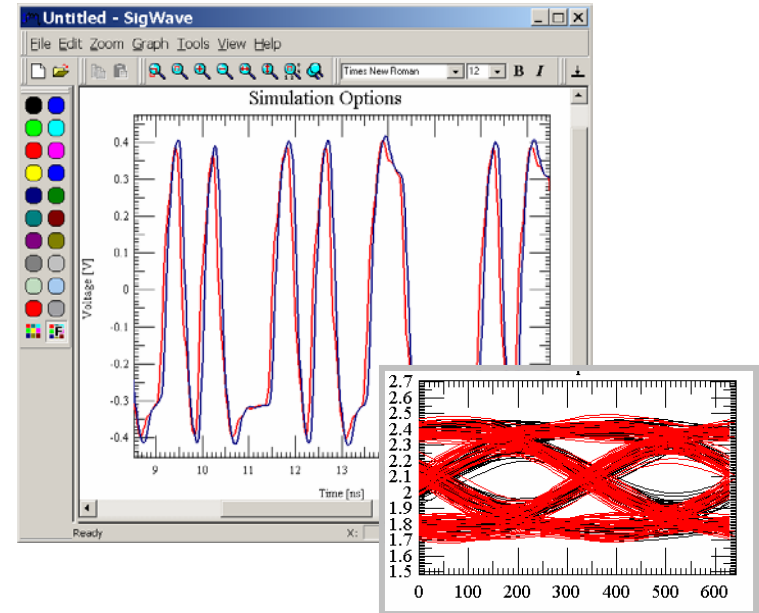 Untitled - SigWave
File Edit Zoom Graph Tools View Help
Times New Roman 12 B I
Simulation Options
0.4
0.3
0.2
0.1
0
-0.1
-0.2
-0.3
-0.4
Voltage [V]
9 10 11 12 13
Time [ns]
Ready X:
2.7
2.6
2.5
2.4
2.3
2.2
2.1
2
1.9
1.8
1.7
1.6
1.5
0 100 200 300 400 500 600